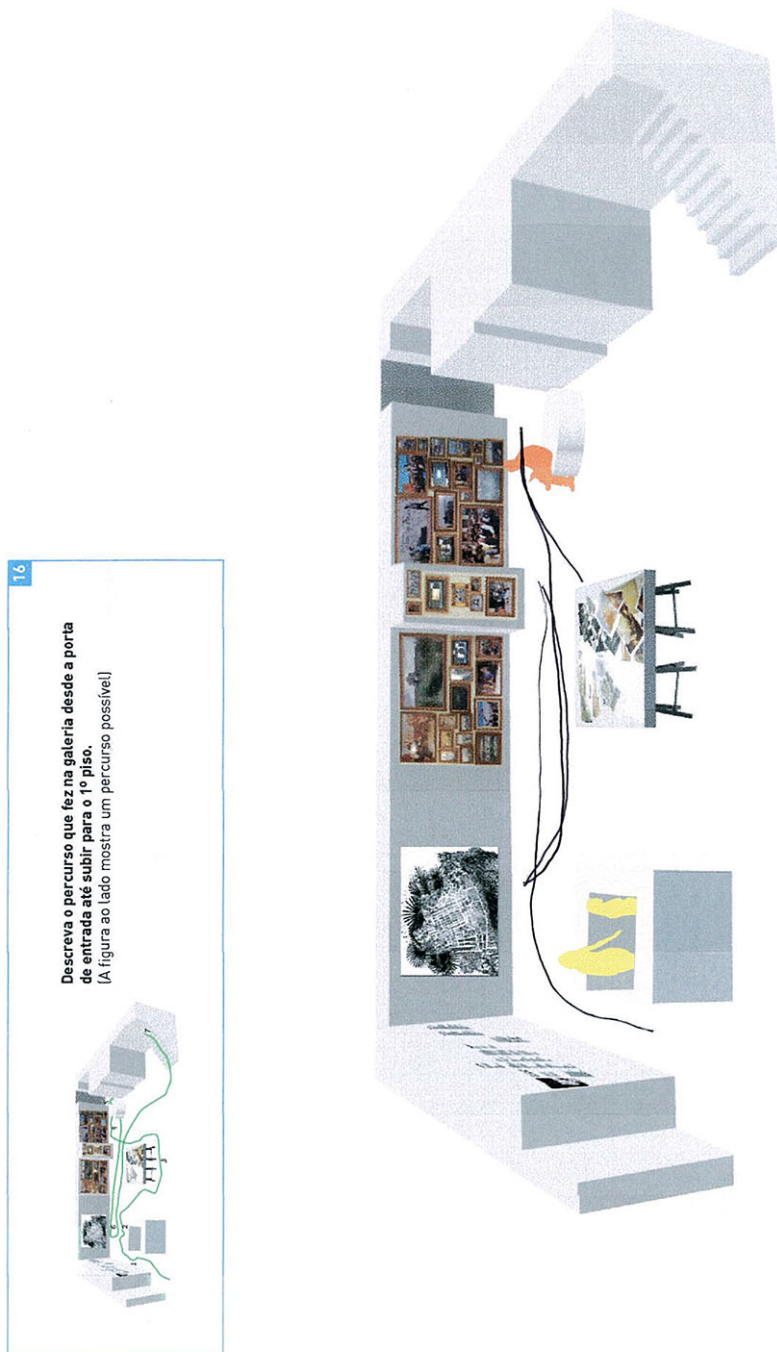 16
Descreva o percurso que fez na galeria desde a porta
de entrada até subir para o 1º piso.
(A figura ao lado mostra um percurso possível)